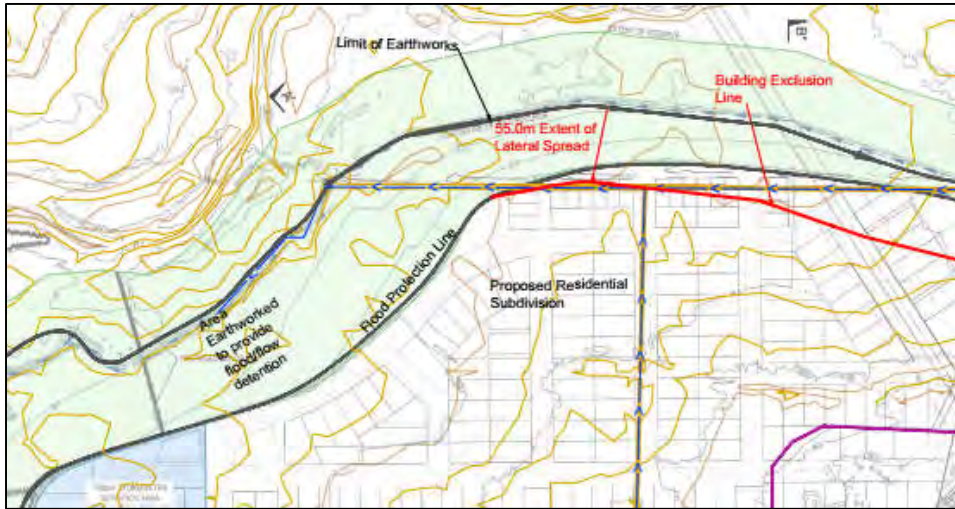 Limit of Earthworks
B'
A'
Building Exclusion
Line
55.0m Extent of
Lateral Spread
Flood Protection Line
Proposed Residential
Subdivision
Area
Earthworked
to provide
flood/flow
detention